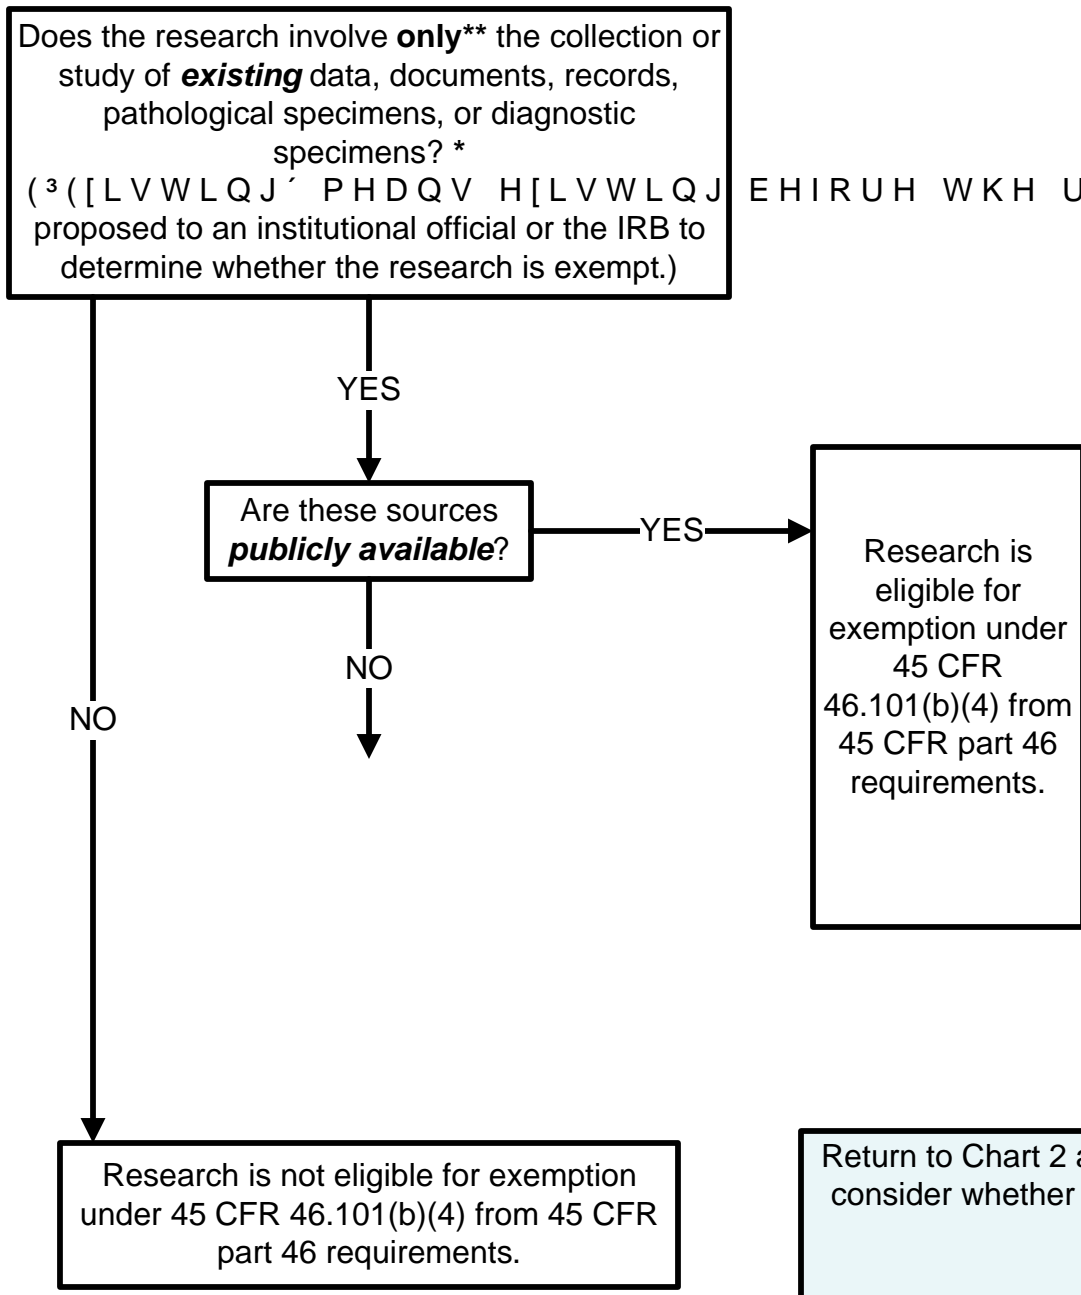 Does the research involve only** the collection or
study of existing data, documents, records,
pathological specimens, or diagnostic
specimens? *
( ³ ( [ L V W L Q J ´ P H D Q V H [ L V W L Q J E H I R U H W K H U
proposed to an institutional official or the IRB to
determine whether the research is exempt.)
YES
Are these sources
publicly available?
YES
Research is
eligible for
exemption under
45 CFR
46.101(b)(4) from
45 CFR part 46
requirements.
NO
NO
Research is not eligible for exemption
under 45 CFR 46.101(b)(4) from 45 CFR
part 46 requirements.
Return to Chart 2
consider whether